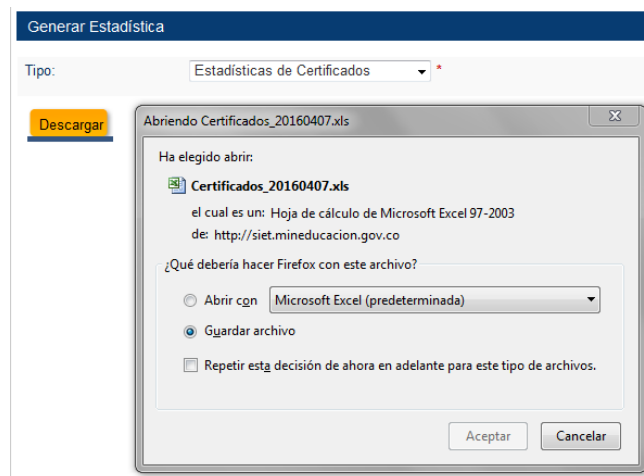 Generar Estadística
Tipo:
Estadísticas de Certificados
*
Descargar
Abriendo Certificados_20160407.xls
Ha elegido abrir:
Certificados_20160407.xls
el cual es un: Hoja de cálculo de Microsoft Excel 97-2003
de: http://siet.mineducacion.gov.co
¿Qué debería hacer Firefox con este archivo?
Abrir con
Microsoft Excel (predeterminada)
Guardar archivo
Repetir esta decisión de ahora en adelante para este tipo de archivos.
Aceptar
Cancelar